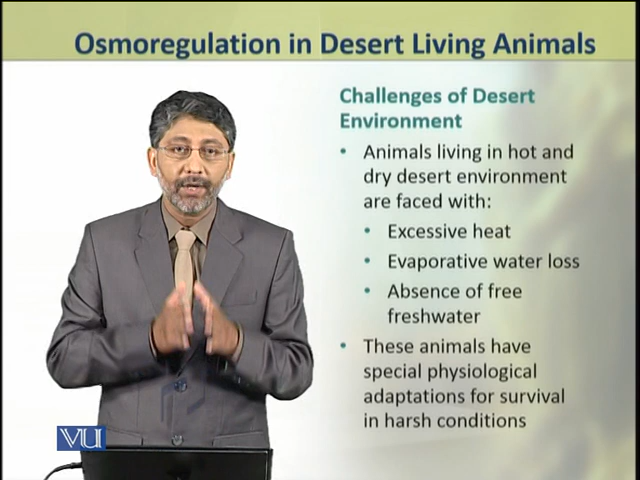 Osmoregulation in Desert Living Animals
Challenges of Desert
Environment
• Animals living in hot and
dry desert environment
are faced with:
• Excessive heat
• Evaporative water loss
• Absence of free
freshwater
• These animals have
special physiological
adaptations for survival
in harsh conditions
VU